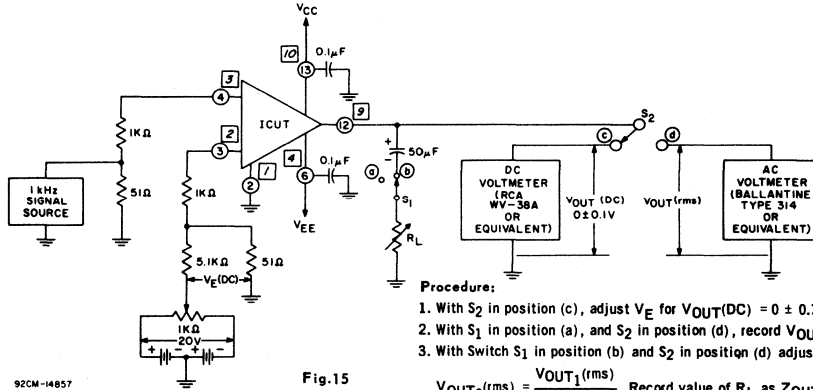 VCC
10
13
0.1μF
3
4
ICUT
9
12
2
3
1
2
4
6
0.1μF
VEE
1KΩ
51Ω
1 kHz
SIGNAL
SOURCE
1KΩ
5.1KΩ
51Ω
VE(DC)
1KΩ
20V
+ - + -
+
50μF
-
a
b
S1
RL
S2
c
d
DC
VOLTMETER
(RCA
WV-38A
OR
EQUIVALENT)
VOUT (DC)
0±0.1V
VOUT(rms)
AC
VOLTMETER
(BALLANTINE
TYPE 314
OR
EQUIVALENT)
Procedure:
1. With S2 in position (c), adjust VE for VOUT(DC) = 0 ± 0.
2. With S1 in position (a), and S2 in position (d), record
3. With Switch S1 in position (b) and S2 in position (d)
VOUT1(rms)
(rms) = Record value of RL as
92CM-14857
Fig.15